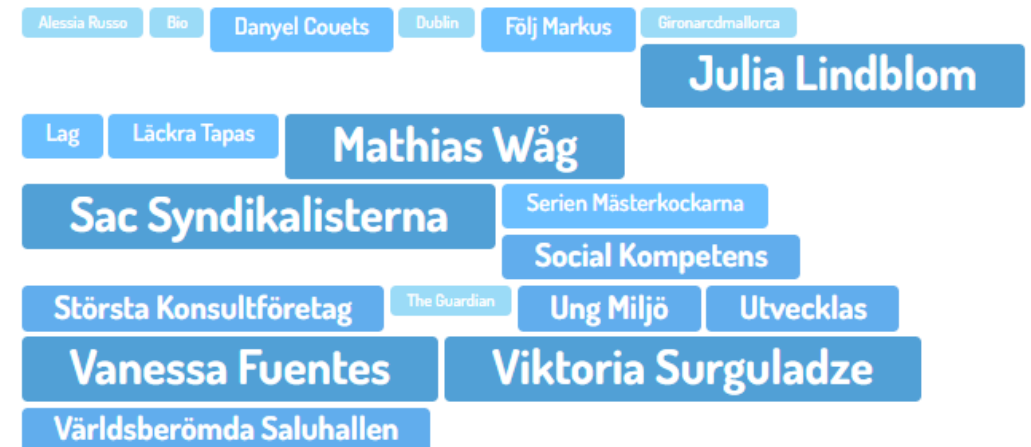 Alessia Russo Bio Danyel Couets Dublin Följ Markus Gironarcdmallorca
Julia Lindblom
Lag Läckra Tapas Mathias Wåg
Sac Syndikalisterna Serien Mästerkockarna
Social Kompetens
Största Konsultföretag The Guardian Ung Miljö Utvecklas
Vanessa Fuentes Viktoria Surguladze
Världsberömda Saluhallen